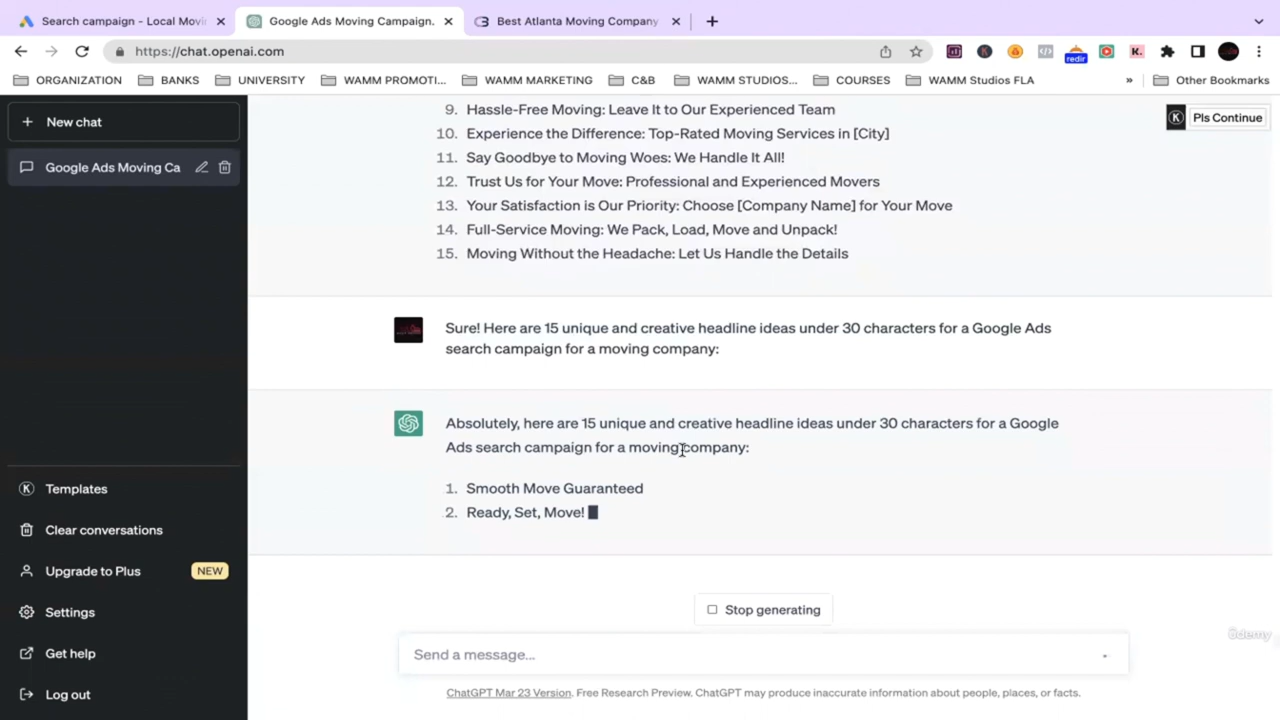 Search campaign - Local Movi
Google Ads Moving Campaign.
Best Atlanta Moving Company
https://chat.openai.com
redir
ORGANIZATION
BANKS
UNIVERSITY
WAMM PROMOTI...
WAMM MARKETING
C&B
WAMM STUDIOS...
COURSES
WAMM Studios FLA
»
Other Bookmarks
New chat
Google Ads Moving Ca
Pls Continue
9. Hassle-Free Moving: Leave It to Our Experienced Team
10. Experience the Difference: Top-Rated Moving Services in [City]
11. Say Goodbye to Moving Woes: We Handle It All!
12. Trust Us for Your Move: Professional and Experienced Movers
13. Your Satisfaction is Our Priority: Choose [Company Name] for Your Move
14. Full-Service Moving: We Pack, Load, Move and Unpack!
15. Moving Without the Headache: Let Us Handle the Details
Sure! Here are 15 unique and creative headline ideas under 30 characters for a Google Ads
search campaign for a moving company:
Absolutely, here are 15 unique and creative headline ideas under 30 characters for a Google
Ads search campaign for a moving company:
1. Smooth Move Guaranteed
2. Ready, Set, Move!
Templates
Clear conversations
Upgrade to Plus
NEW
Settings
Get help
Log out
Stop generating
Send a message...
ChatGPT Mar 23 Version. Free Research Preview. ChatGPT may produce inaccurate information about people, places, or facts.
ûdemy